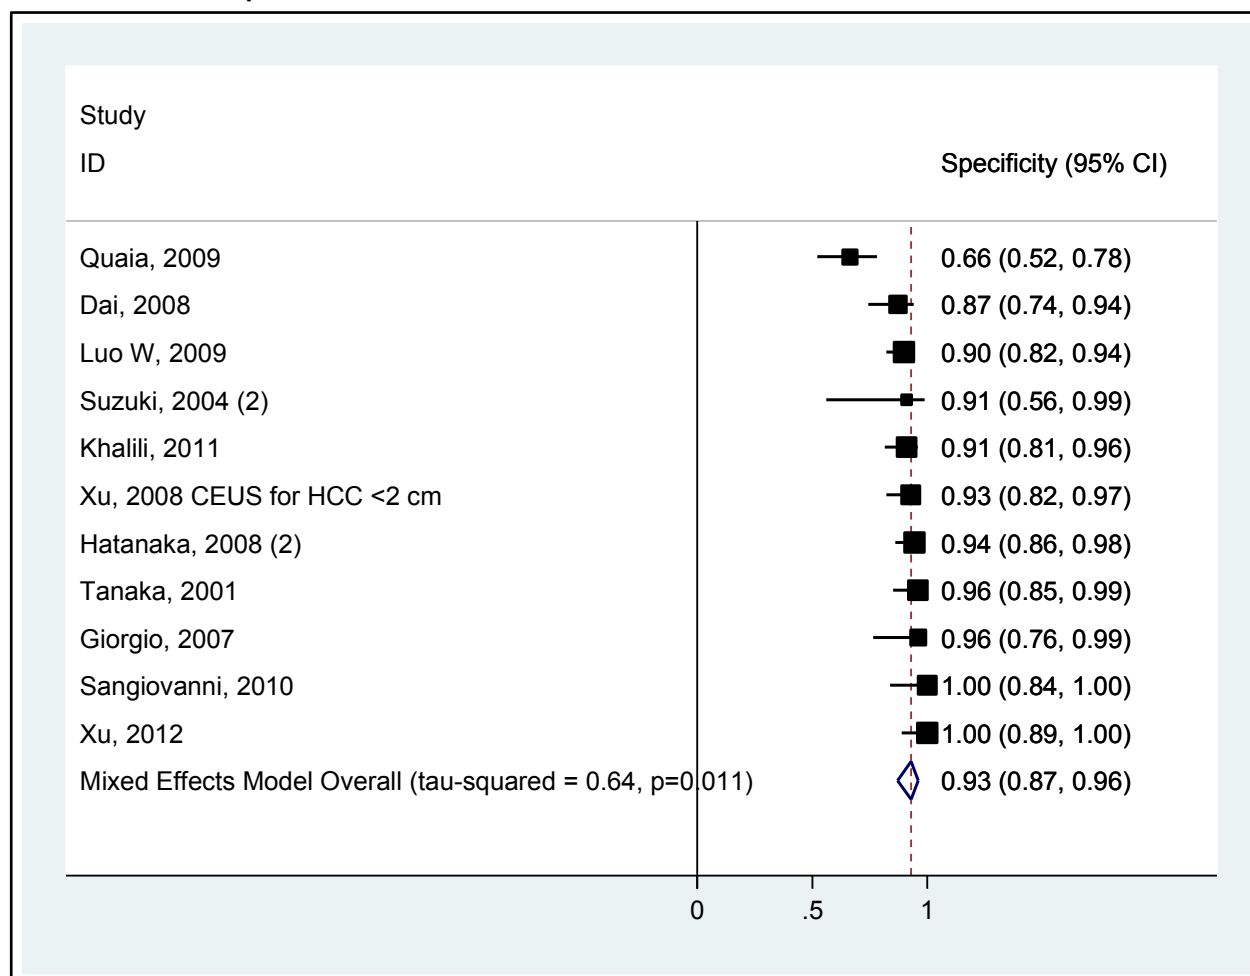 Study
ID Specificity (95% CI)
Quaia, 2009 0.66 (0.52, 0.78)
Dai, 2008 0.87 (0.74, 0.94)
Luo W, 2009 0.90 (0.82, 0.94)
Suzuki, 2004 (2) 0.91 (0.56, 0.99)
Khalili, 2011 0.91 (0.81, 0.96)
Xu, 2008 CEUS for HCC <2 cm 0.93 (0.82, 0.97)
Hatanaka, 2008 (2) 0.94 (0.86, 0.98)
Tanaka, 2001 0.96 (0.85, 0.99)
Giorgio, 2007 0.96 (0.76, 0.99)
Sangiovanni, 2010 1.00 (0.84, 1.00)
Xu, 2012 1.00 (0.89, 1.00)
Mixed Effects Model Overall (tau-squared = 0.64, p=0.011) 0.93 (0.87, 0.96)
0 .5 1